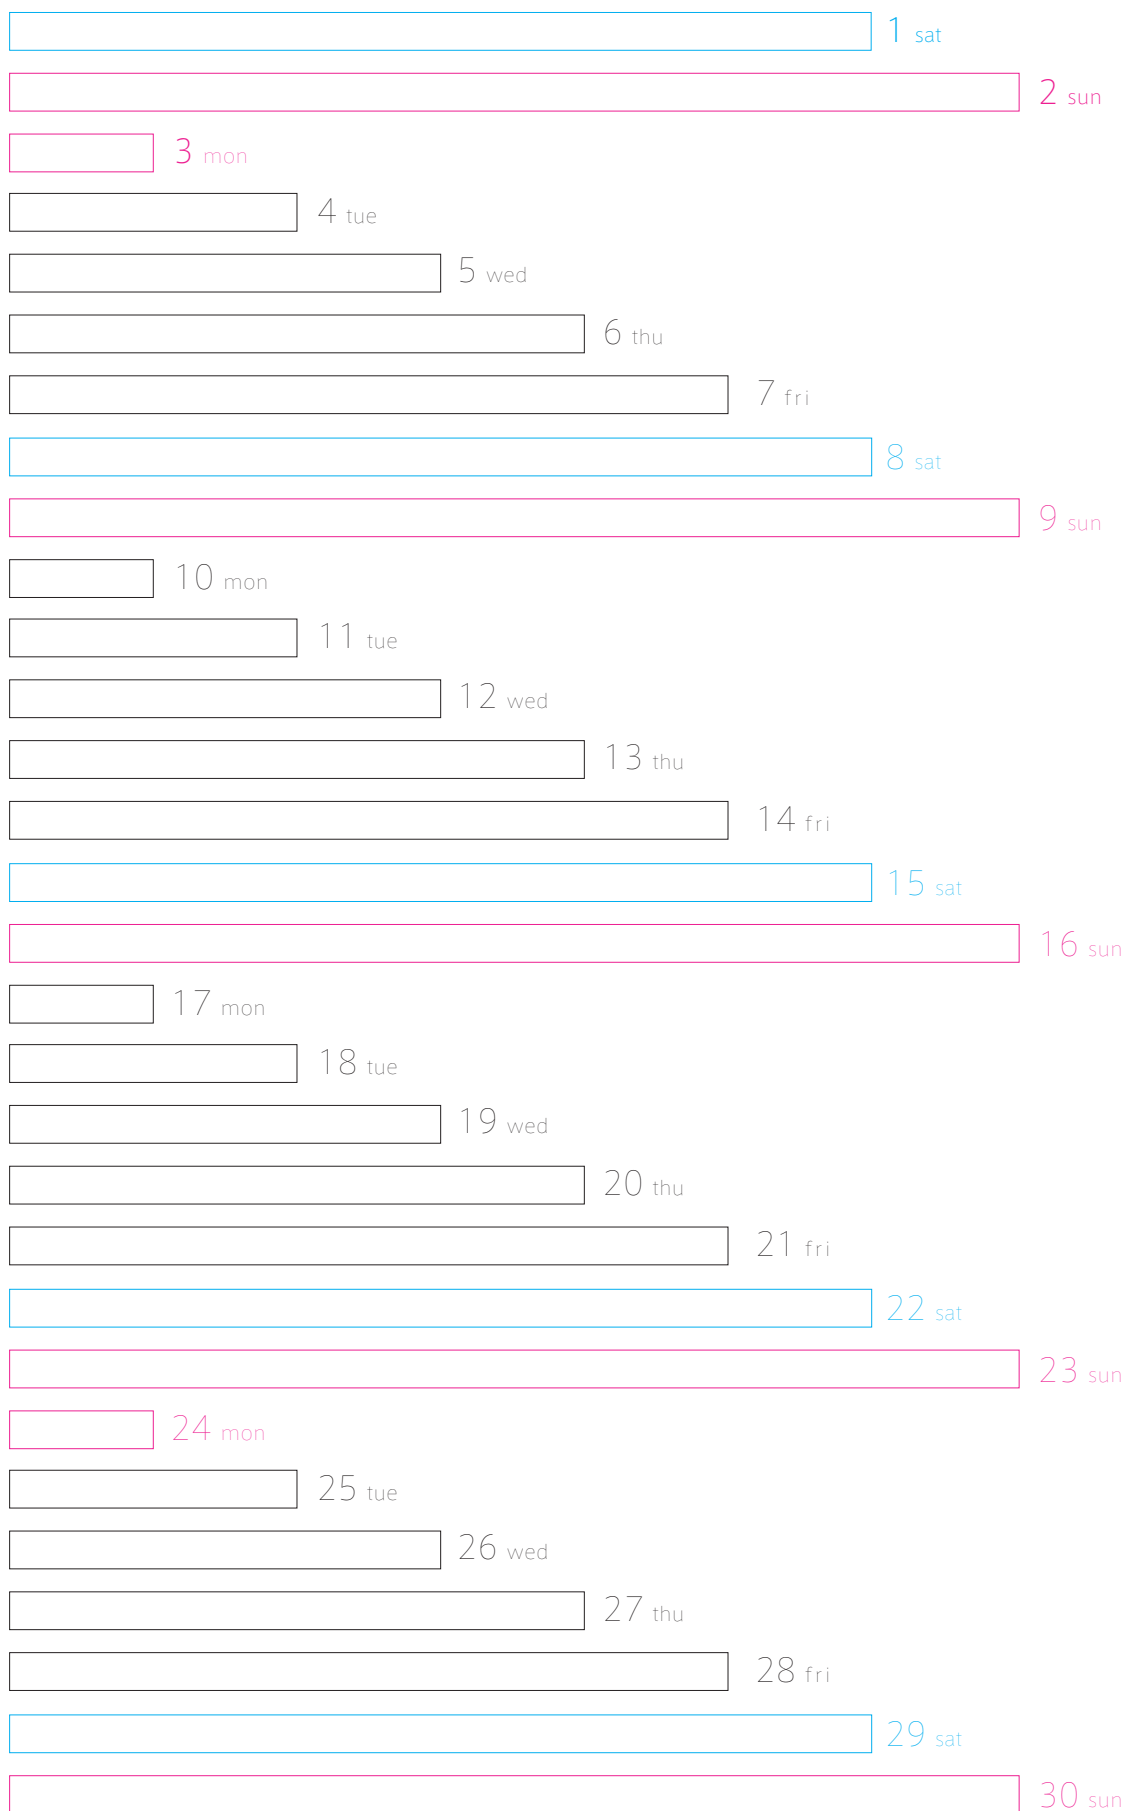 1 sat
2 sun
3 mon
4 tue
5 wed
6 thu
7 fri
8 sat
9 sun
10 mon
11 tue
12 wed
13 thu
14 fri
15 sat
16 sun
17 mon
18 tue
19 wed
20 thu
21 fri
22 sat
23 sun
24 mon
25 tue
26 wed
27 thu
28 fri
29 sat
30 sun